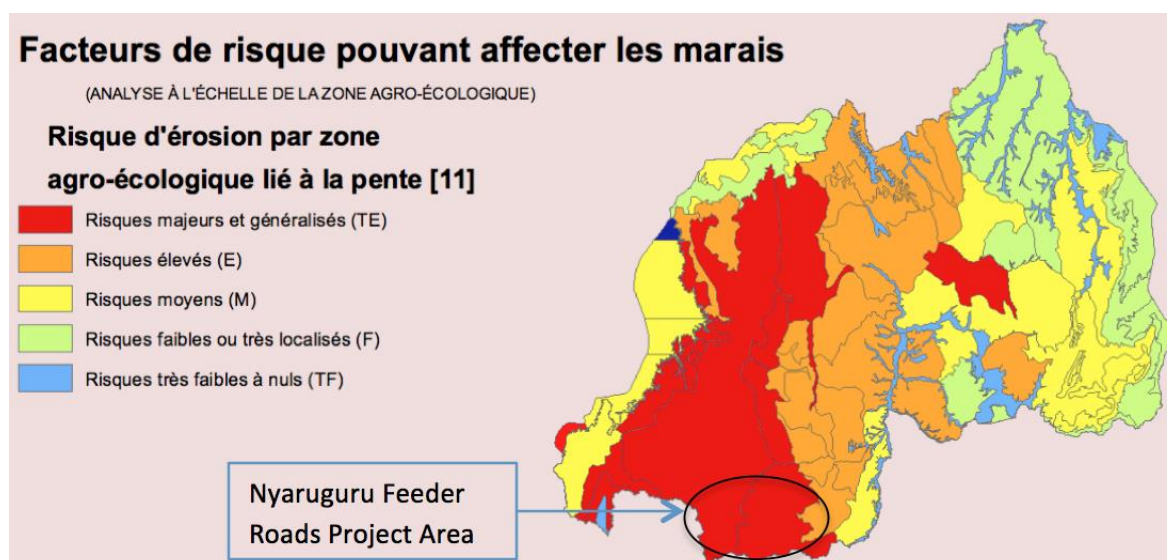 Facteurs de risque pouvant affecter les marais
(ANALYSE À L'ÉCHELLE DE LA ZONE AGRO-ÉCOLOGIQUE)
Risque d'érosion par zone
agro-écologique lié à la pente [11]
Risques majeurs et généralisés (TE)
Risques élevés (E)
Risques moyens (M)
Risques faibles ou très localisés (F)
Risques très faibles à nuls (TF)
Nyaruguru Feeder
Roads Project Area